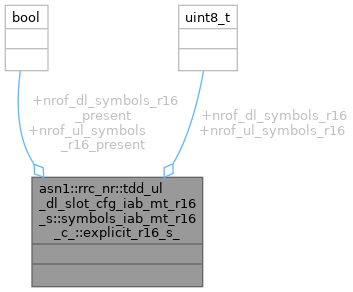 bool
uint8_t
+nrof_dl_symbols_r16
_present
+nrof_ul_symbols
_r16_present
+nrof_dl_symbols_r16
+nrof_ul_symbols_r16
asn1::rrc_nr::tdd_ul
_dl_slot_cfg_iab_mt_r16
_s::symbols_iab_mt_r16
_c_::explicit_r16_s_